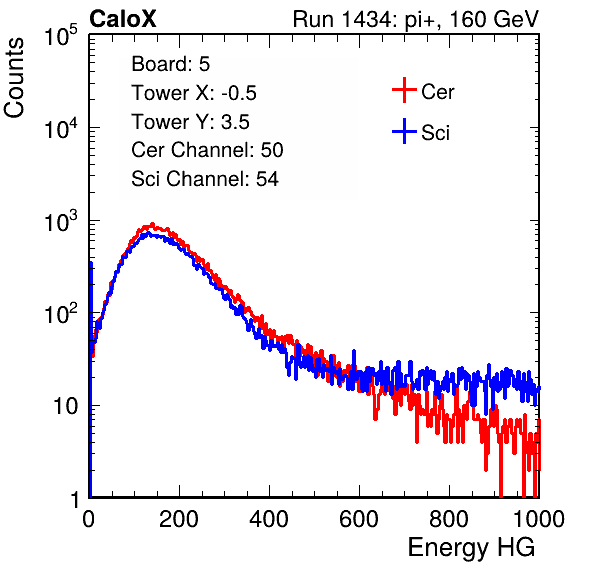 CaloX Run 1434: pi+, 160 GeV
Counts
Board: 5
Tower X: -0.5
Tower Y: 3.5
Cer Channel: 50
Sci Channel: 54
Cer
Sci
10^5
10^4
10^3
10^2
10
1
0 200 400 600 800 1000
Energy HG